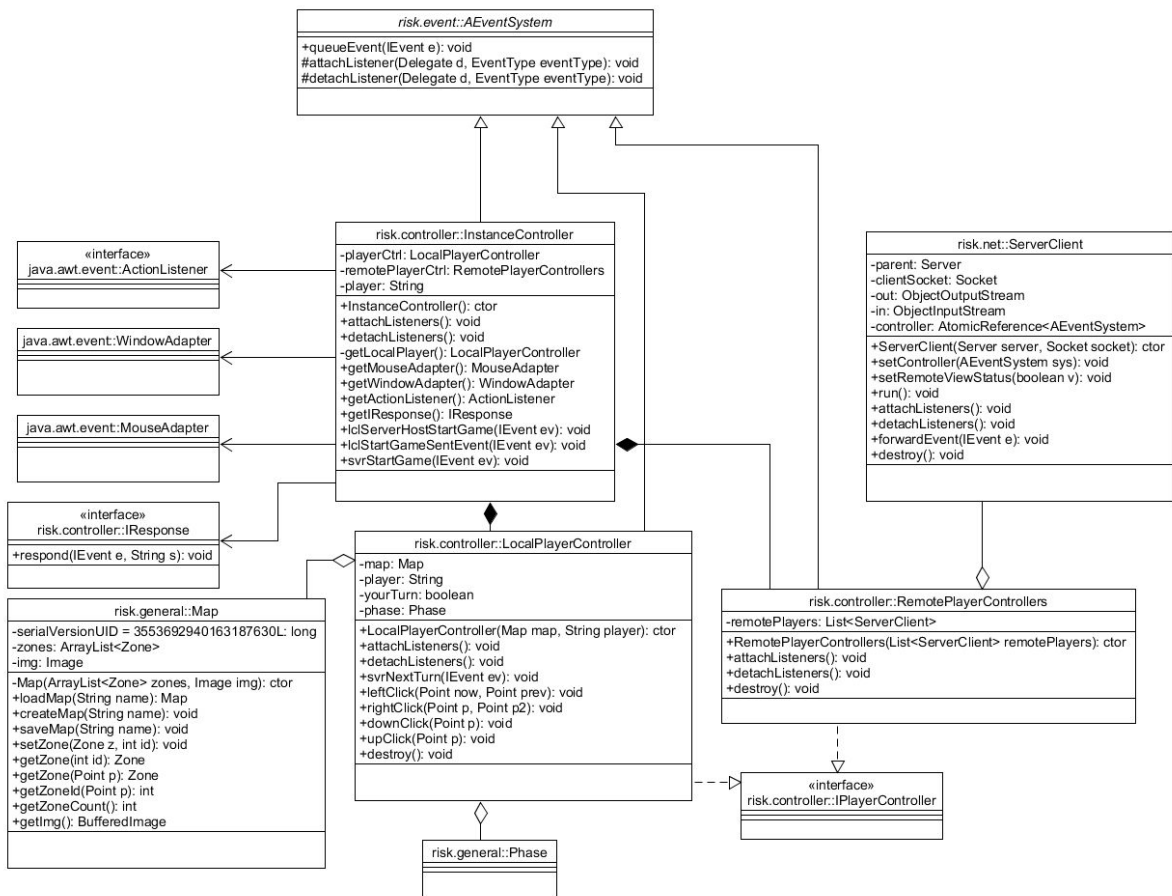 risk.event::AEventSystem
+queueEvent(IEvent e): void
#attachListener(Delegate d, EventType eventType): void
#detachListener(Delegate d, EventType eventType): void
«interface»
java.awt.event::ActionListener
java.awt.event::WindowAdapter
java.awt.event::MouseAdapter
«interface»
risk.controller::IResponse
+respond(IEvent e, String s): void
risk.controller::InstanceController
-playerCtrl: LocalPlayerController
-remotePlayerCtrl: RemotePlayerControllers
-player: String
+InstanceController(): ctor
+attachListeners(): void
+detachListeners(): void
-getLocalPlayer(): LocalPlayerController
+getMouseAdapter(): MouseAdapter
+getWindowAdapter(): WindowAdapter
+getActionListener(): ActionListener
+getIResponse(): IResponse
+lclServerHostStartGame(IEvent ev): void
+lclStartGameSentEvent(IEvent ev): void
+svrStartGame(IEvent ev): void
risk.net::ServerClient
-parent: Server
-clientSocket: Socket
-out: ObjectOutputStream
-in: ObjectInputStream
-controller: AtomicReference<AEventSystem>
+ServerClient(Server server, Socket socket): ctor
+setController(AEventSystem sys): void
+setRemoteViewStatus(boolean v): void
+run(): void
+attachListeners(): void
+detachListeners(): void
+forwardEvent(IEvent e): void
+destroy(): void
risk.general::Map
-serialVersionUID = 3553692940163187630L: long
-zones: ArrayList<Zone>
-img: Image
-Map(ArrayList<Zone> zones, Image img): ctor
+loadMap(String name): Map
+createMap(String name): void
+saveMap(String name): void
+setZone(Zone z, int id): void
+getZone(int id): Zone
+getZone(Point p): Zone
+getZoneId(Point p): int
+getZoneCount(): int
+getImg(): BufferedImage
risk.controller::LocalPlayerController
-map: Map
-player: String
-yourTurn: boolean
-phase: Phase
+LocalPlayerController(Map map, String player): ctor
+attachListeners(): void
+detachListeners(): void
+svrNextTurn(IEvent ev): void
+leftClick(Point now, Point prev): void
+rightClick(Point p, Point p2): void
+downClick(Point p): void
+upClick(Point p): void
+destroy(): void
risk.controller::RemotePlayerControllers
-remotePlayers: List<ServerClient>
+RemotePlayerControllers(List<ServerClient> remotePlayers): ctor
+attachListeners(): void
+detachListeners(): void
+destroy(): void
«interface»
risk.controller::IPlayerController
risk.general::Phase